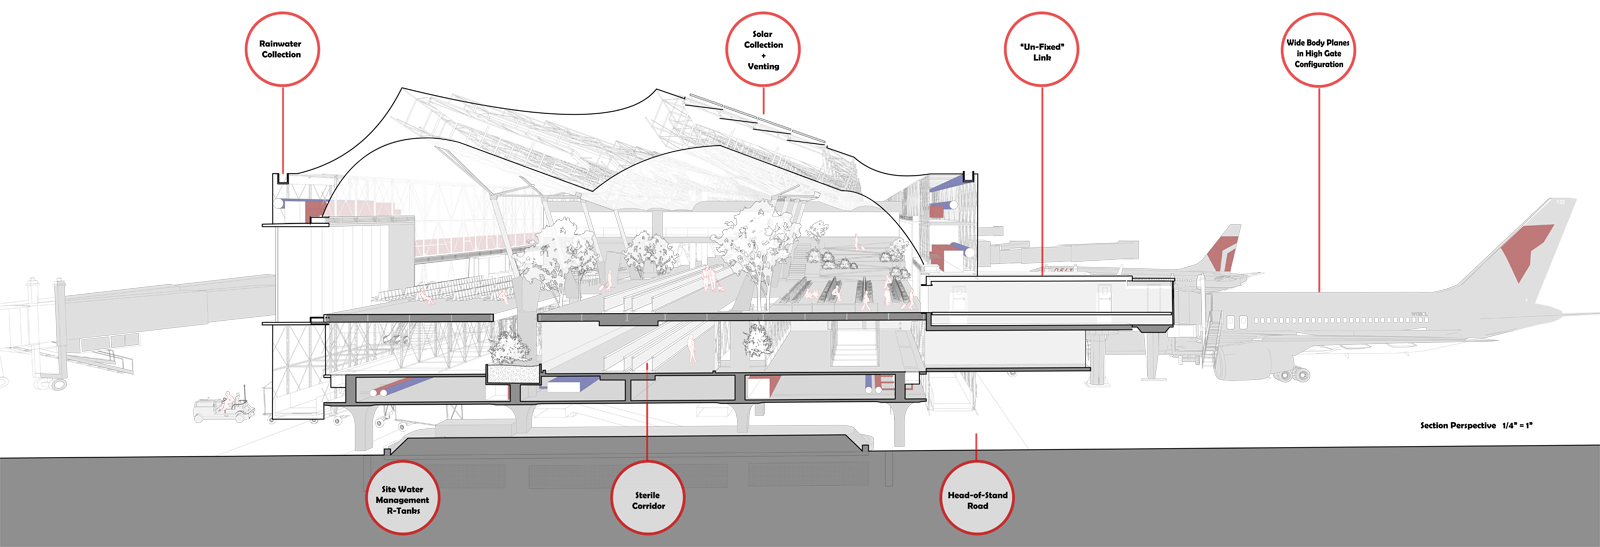 Rainwater
Collection
Solar
Collection
+
Venting
"Un-Fixed"
Link
Wide Body Planes
in High Gate
Configuration
Section Perspective 1/4" = 1"
Site Water
Management
R-Tanks
Sterile
Corridor
Head-of-Stand
Road